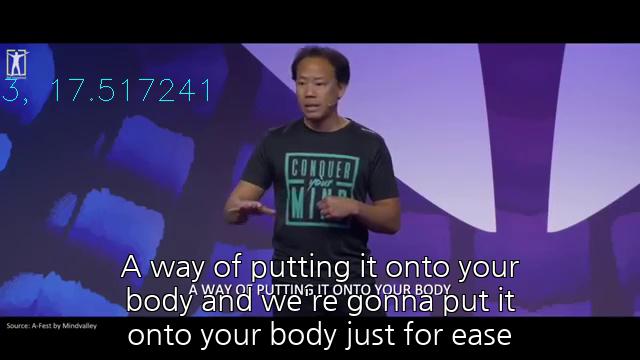 3, 17.517241
CONQUER
your
MIND
A way of putting it onto your
A WAY OF PUTTING IT ONTO YOUR BODY
body and we're gonna put it
onto your body just for ease
Source: A-Fest by Mindvalley